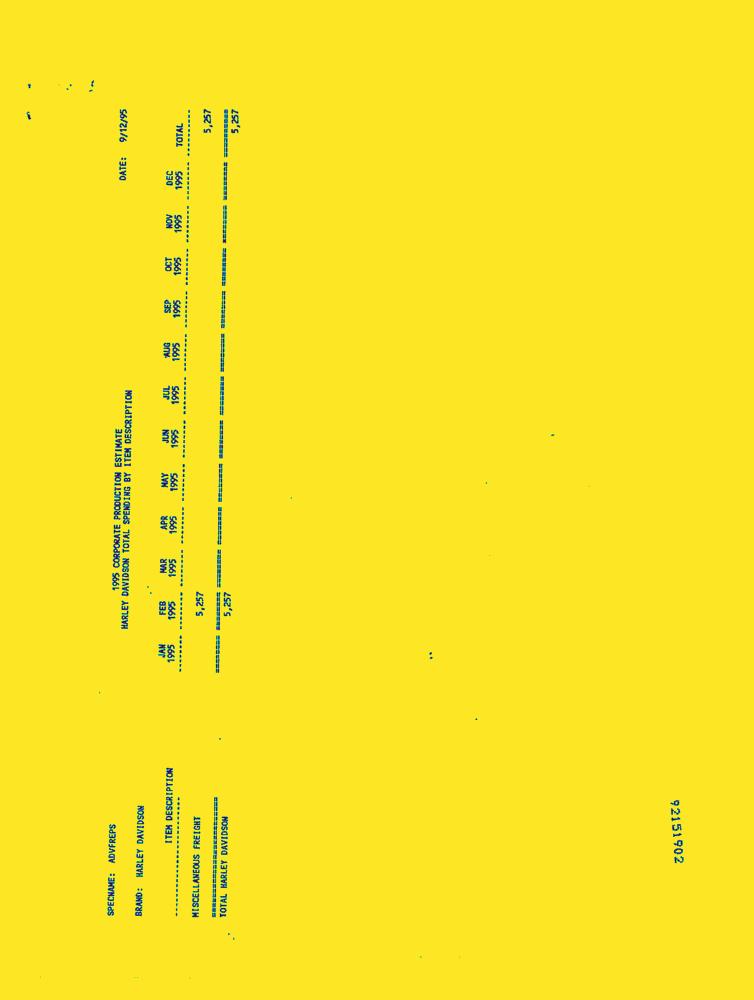 SPECNAME: ADVFREPS 1995 CORPORATE PRODUCTION ESTIMATE DATE: 9/12/95
HARLEY DAVIDSON TOTAL SPENDING BY ITEM DESCRIPTION
BRAND: HARLEY DAVIDSON
JAN FEB MAR APR MAY JUN JUL AUG SEP OCT NOV DEC
ITEM DESCRIPTION 1995 1995 1995 1995 1995 1995 1995 1995 1995 1995 1995 1995 TOTAL
MISCELLANEOUS FREIGHT 5,257 5,257
TOTAL HARLEY DAVIDSON 5,257 5,257
92151902